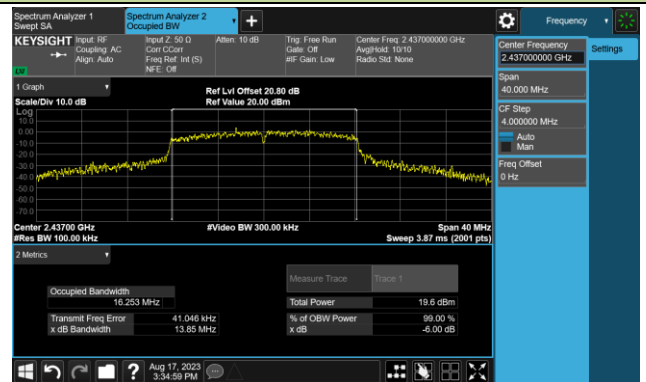 Spectrum Analyzer 1
Swept SA
Spectrum Analyzer 2
Occupied BW
Frequency
KEYSIGHT
Input: RF
Coupling: AC
Align: Auto
Input Z: 50 Ω
Corr CCorr
Freq Ref: Int (S)
NFE: Off
Atten: 10 dB
Trig: Free Run
Gate: Off
#IF Gain: Low
Center Freq: 2.437000000 GHz
Avg|Hold: 10/10
Radio Std: None
Center Frequency
2.437000000 GHz
Settings
Span
40.000 MHz
CF Step
4.000000 MHz
Auto
Man
Freq Offset
0 Hz
1 Graph
Scale/Div 10.0 dB
Ref Lvl Offset 20.80 dB
Ref Value 20.00 dBm
Log
10.0
0.00
-10.0
-20.0
-30.0
-40.0
-50.0
-60.0
-70.0
Center 2.43700 GHz
#Res BW 100.00 kHz
#Video BW 300.00 kHz
Span 40 MHz
Sweep 3.87 ms (2001 pts)
2 Metrics
Measure Trace
Trace 1
Occupied Bandwidth
16.253 MHz
Total Power
19.6 dBm
Transmit Freq Error
41.046 kHz
% of OBW Power
99.00 %
x dB Bandwidth
13.85 MHz
x dB
-6.00 dB
Aug 17, 2023
3:34:59 PM